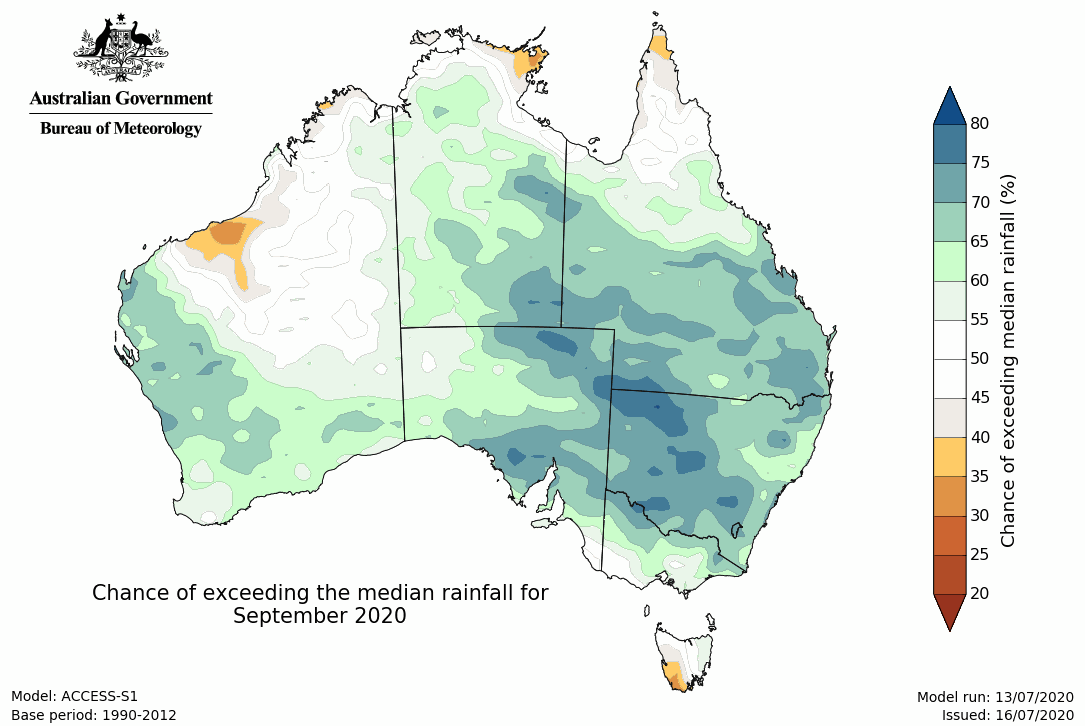 AUSTRALIA
Australian Government
Bureau of Meteorology
80
75
70
65
60
55
50
45
40
35
30
25
20
Chance of exceeding median rainfall (%)
Chance of exceeding the median rainfall for
September 2020
Model: ACCESS-S1
Base period: 1990-2012
Model run: 13/07/2020
Issued: 16/07/2020